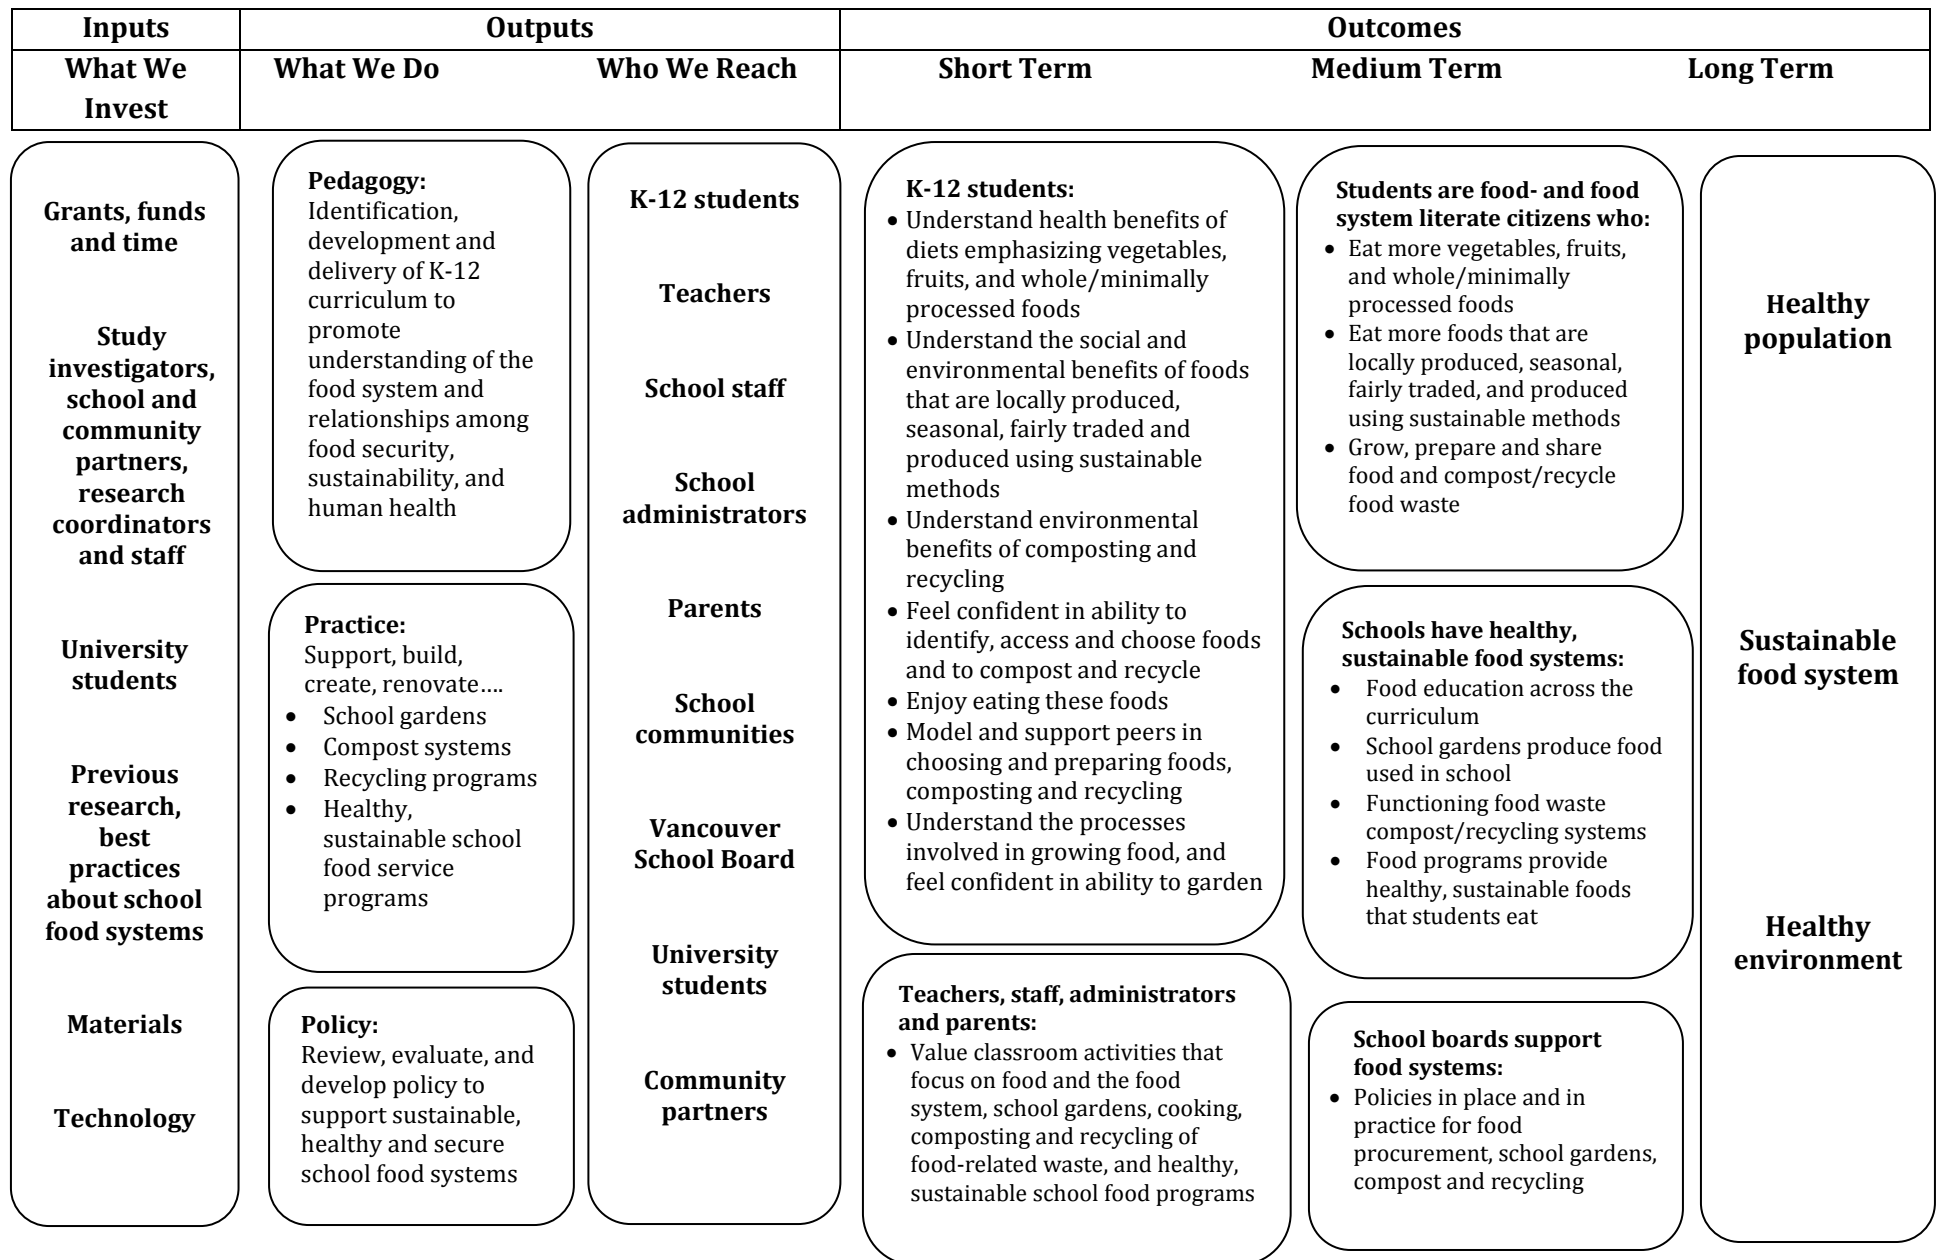 Inputs
Outputs
Outcomes
What We
Invest
What We Do
Who We Reach
Short Term
Medium Term
Long Term
Grants, funds
and time
Study
investigators,
school and
community
partners,
research
coordinators
and staff
University
students
Previous
research,
best
practices
about school
food systems
Materials
Technology
Pedagogy:
Identification,
development and
delivery of K-12
curriculum to
promote
understanding of the
food system and
relationships among
food security,
sustainability, and
human health
Practice:
Support, build,
create, renovate….
• School gardens
• Compost systems
• Recycling programs
• Healthy,
sustainable school
food service
programs
Policy:
Review, evaluate, and
develop policy to
support sustainable,
healthy and secure
school food systems
K-12 students
Teachers
School staff
School
administrators
Parents
School
communities
Vancouver
School Board
University
students
Community
partners
K-12 students:
• Understand health benefits of
diets emphasizing vegetables,
fruits, and whole/minimally
processed foods
• Understand the social and
environmental benefits of foods
that are locally produced,
seasonal, fairly traded and
produced using sustainable
methods
• Understand environmental
benefits of composting and
recycling
• Feel confident in ability to
identify, access and choose foods
and to compost and recycle
• Enjoy eating these foods
• Model and support peers in
choosing and preparing foods,
composting and recycling
• Understand the processes
involved in growing food, and
feel confident in ability to garden
Teachers, staff, administrators
and parents:
• Value classroom activities that
focus on food and the food
system, school gardens, cooking,
composting and recycling of
food-related waste, and healthy,
sustainable school food programs
Students are food- and food
system literate citizens who:
• Eat more vegetables, fruits,
and whole/minimally
processed foods
• Eat more foods that are
locally produced, seasonal,
fairly traded, and produced
using sustainable methods
• Grow, prepare and share
food and compost/recycle
food waste
Schools have healthy,
sustainable food systems:
• Food education across the
curriculum
• School gardens produce food
used in school
• Functioning food waste
compost/recycling systems
• Food programs provide
healthy, sustainable foods
that students eat
School boards support
food systems:
• Policies in place and in
practice for food
procurement, school gardens,
compost and recycling
Healthy
population
Sustainable
food system
Healthy
environment